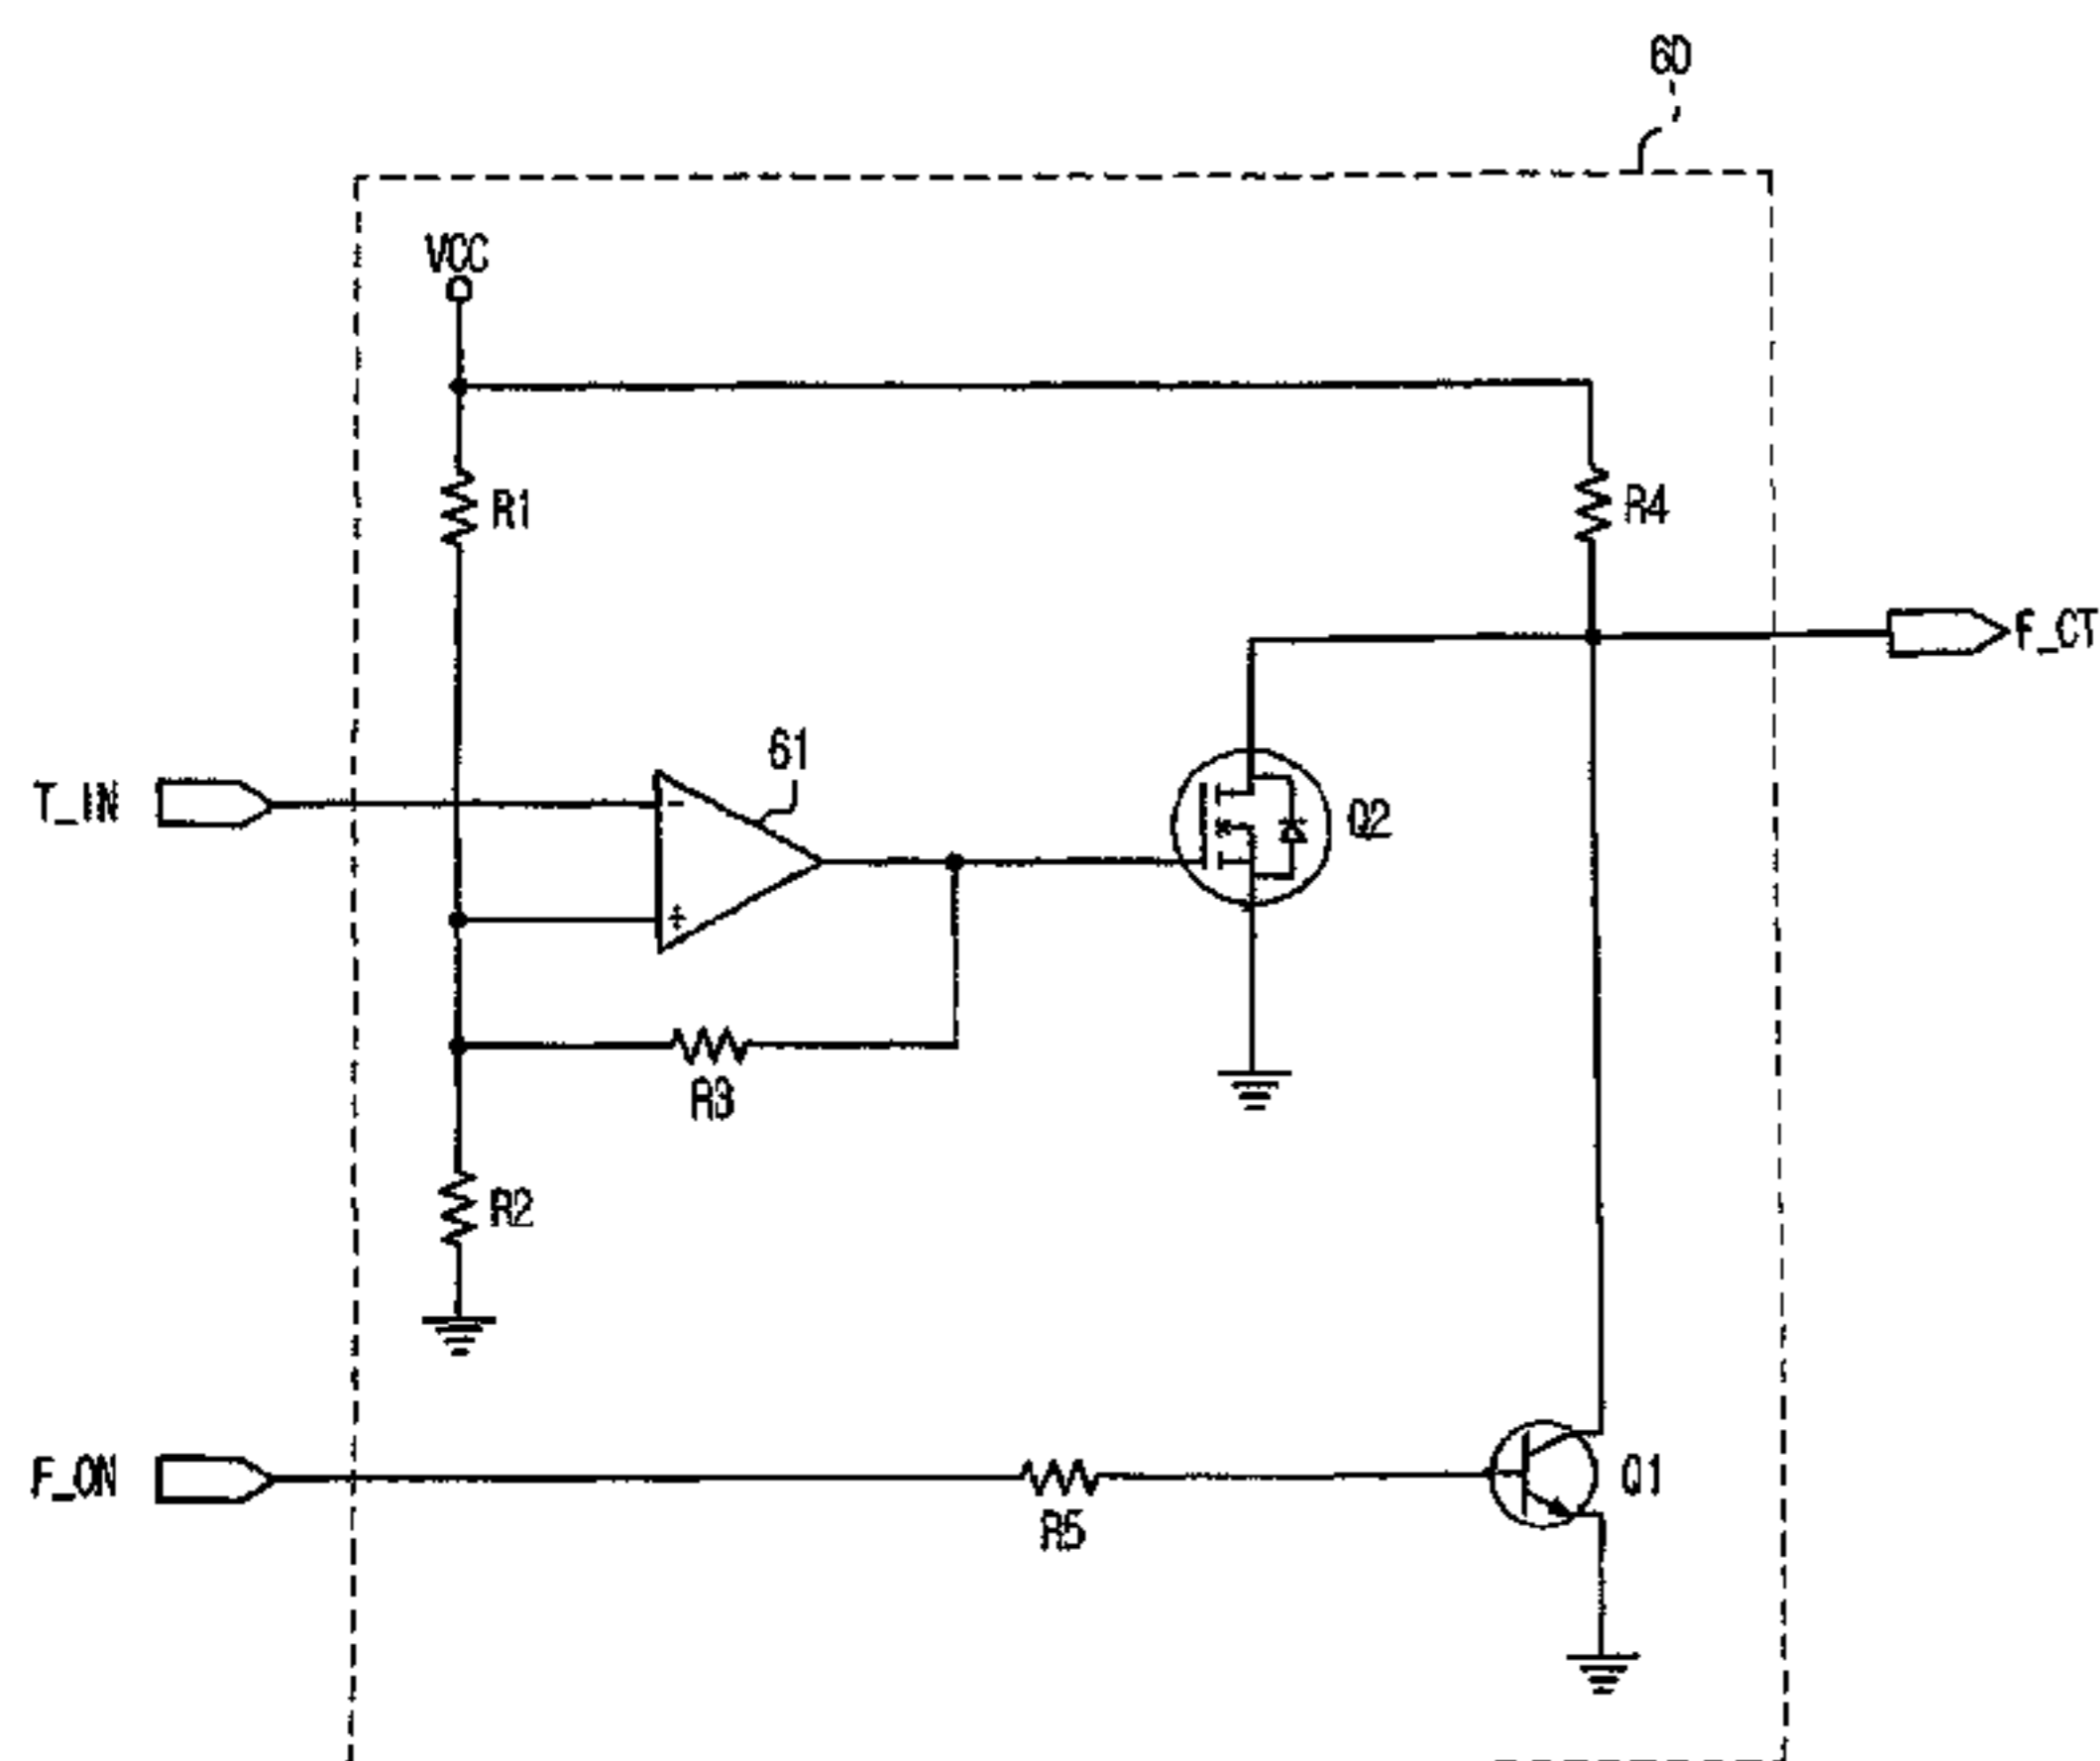 60
VCC
R1
R4
F_CT
61
T_IN
-
Q2
+
R3
R2
F_ON
Q1
R5